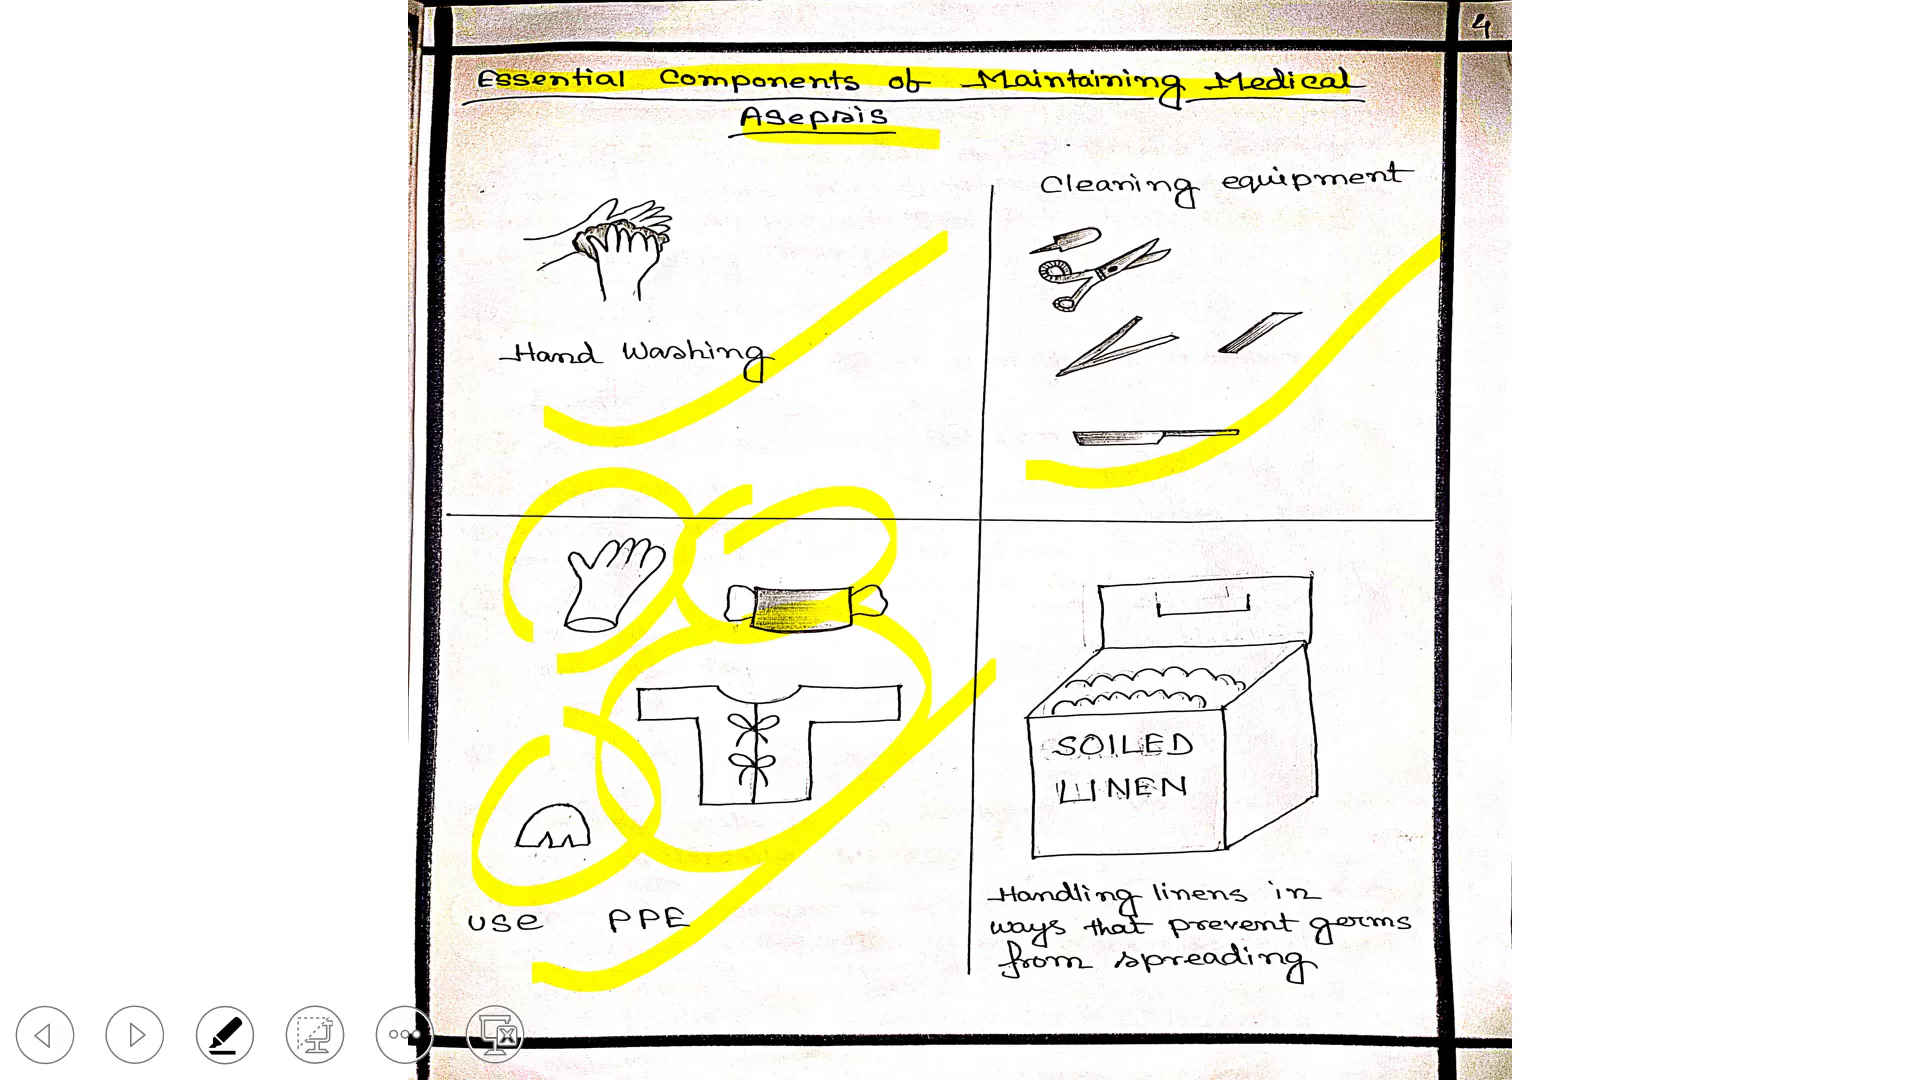 4
Essential Components of Maintaining Medical
Asepsis
Hand Washing
Cleaning equipment
use PPE
SOILED
LINEN
Handling linens in
ways that prevent germs
from spreading